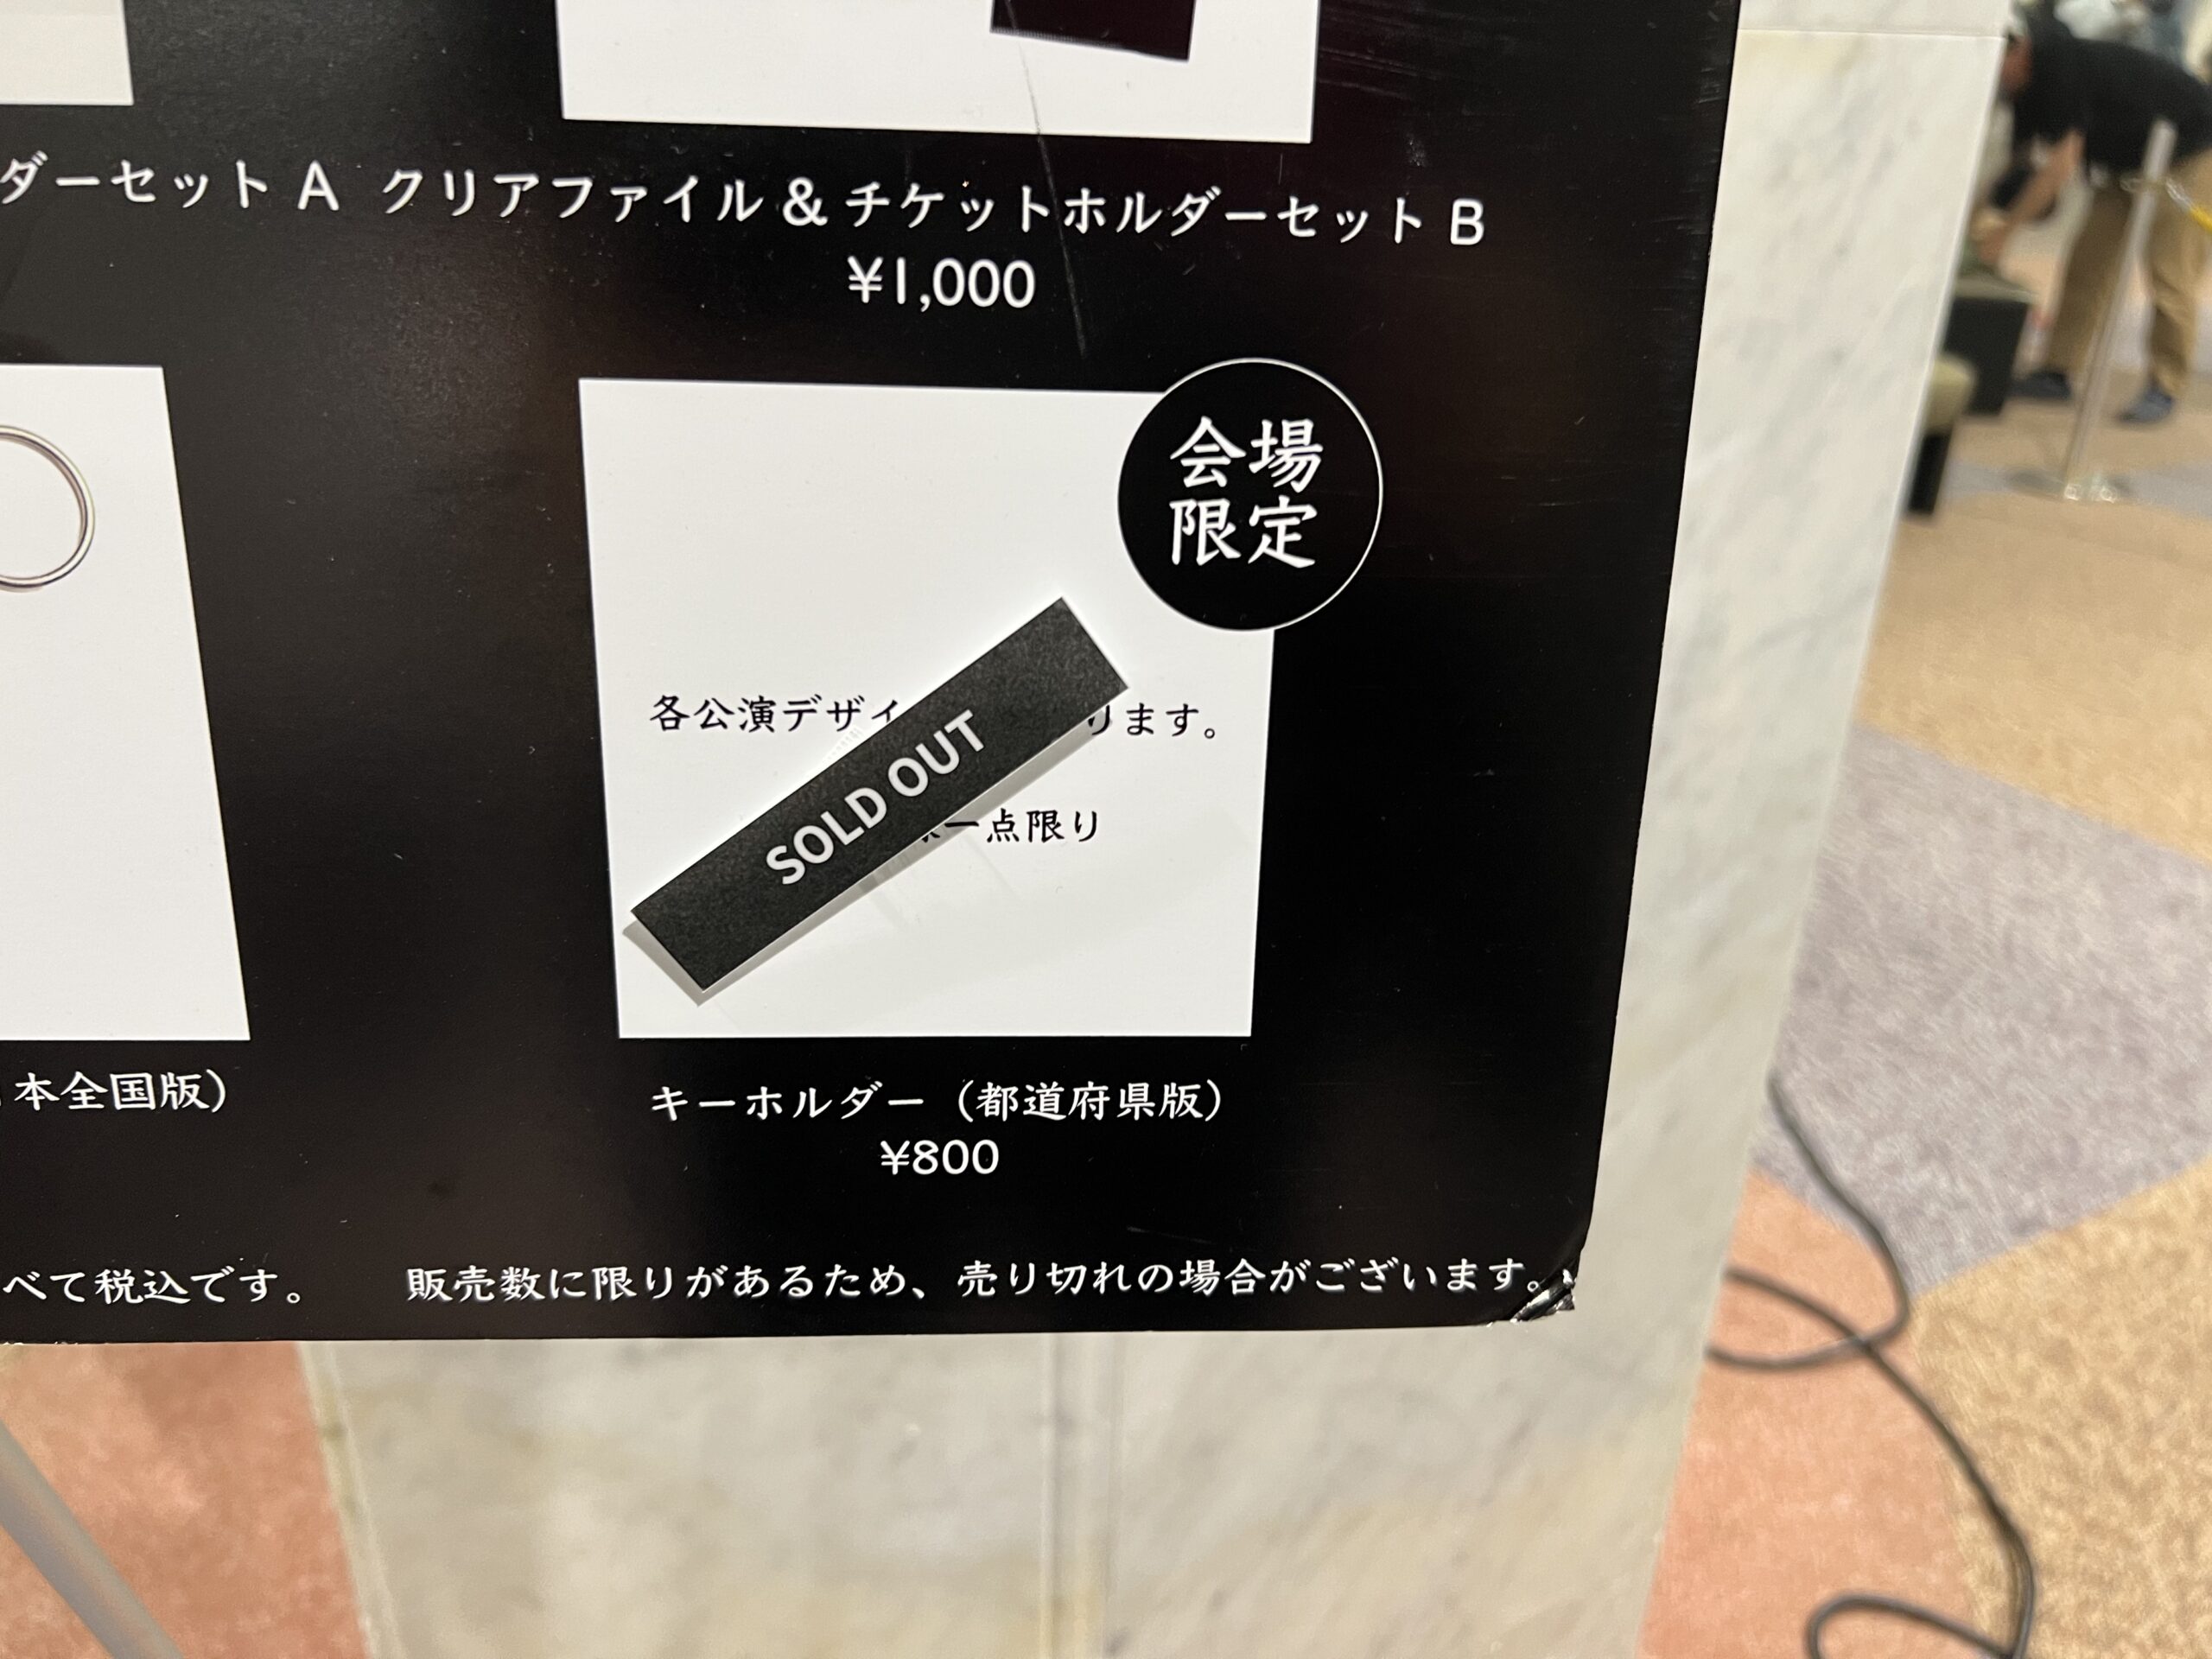 ダーセット A
クリアファイル & チケットホルダーセット B
¥1,000
会場
限定
各公演デザイ
ります。
SOLD OUT
一点限り
本全国版）
キーホルダー（都道府県版）
¥800
べて税込です。
販売数に限りがあるため、売り切れの場合がございます。